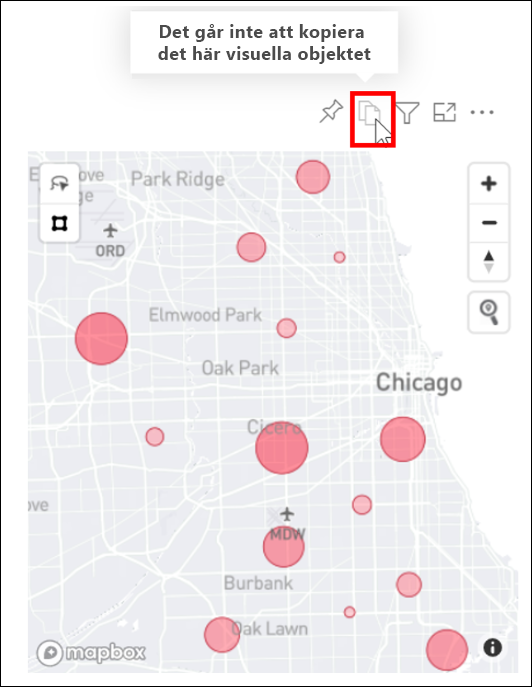 Det går inte att kopiera
det här visuella objektet
Park Ridge
ORD
Elmwood Park
Oak Park
Chicago
Cicero
MDW
Burbank
Oak Lawn
mapbox